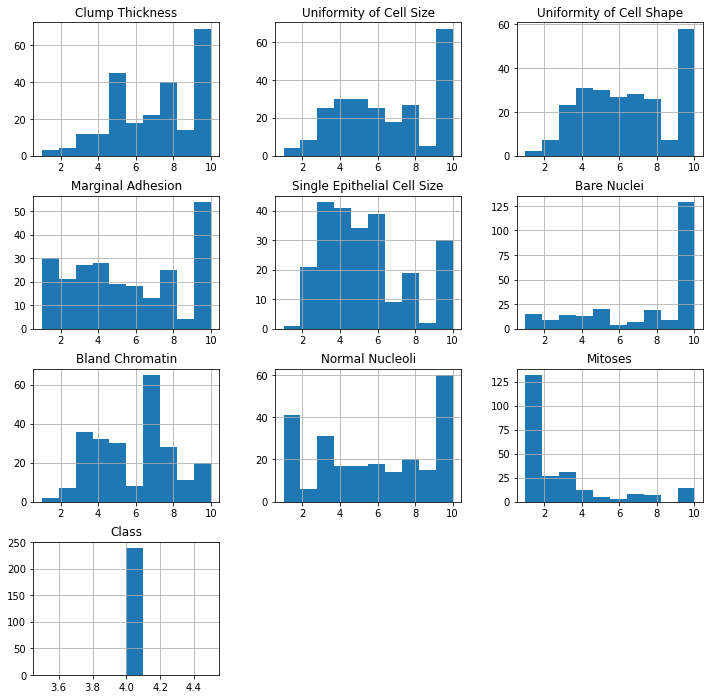 Clump Thickness
Uniformity of Cell Size
Uniformity of Cell Shape
60
40
20
0
2 4 6 8 10
60
40
20
0
2 4 6 8 10
60
40
20
0
2 4 6 8 10
Marginal Adhesion
Single Epithelial Cell Size
Bare Nuclei
50
40
30
20
10
0
2 4 6 8 10
40
30
20
10
0
2 4 6 8 10
125
100
75
50
25
0
2 4 6 8 10
Bland Chromatin
Normal Nucleoli
Mitoses
60
40
20
0
2 4 6 8 10
60
40
20
0
2 4 6 8 10
125
100
75
50
25
0
2 4 6 8 10
Class
250
200
150
100
50
0
3.6 3.8 4.0 4.2 4.4